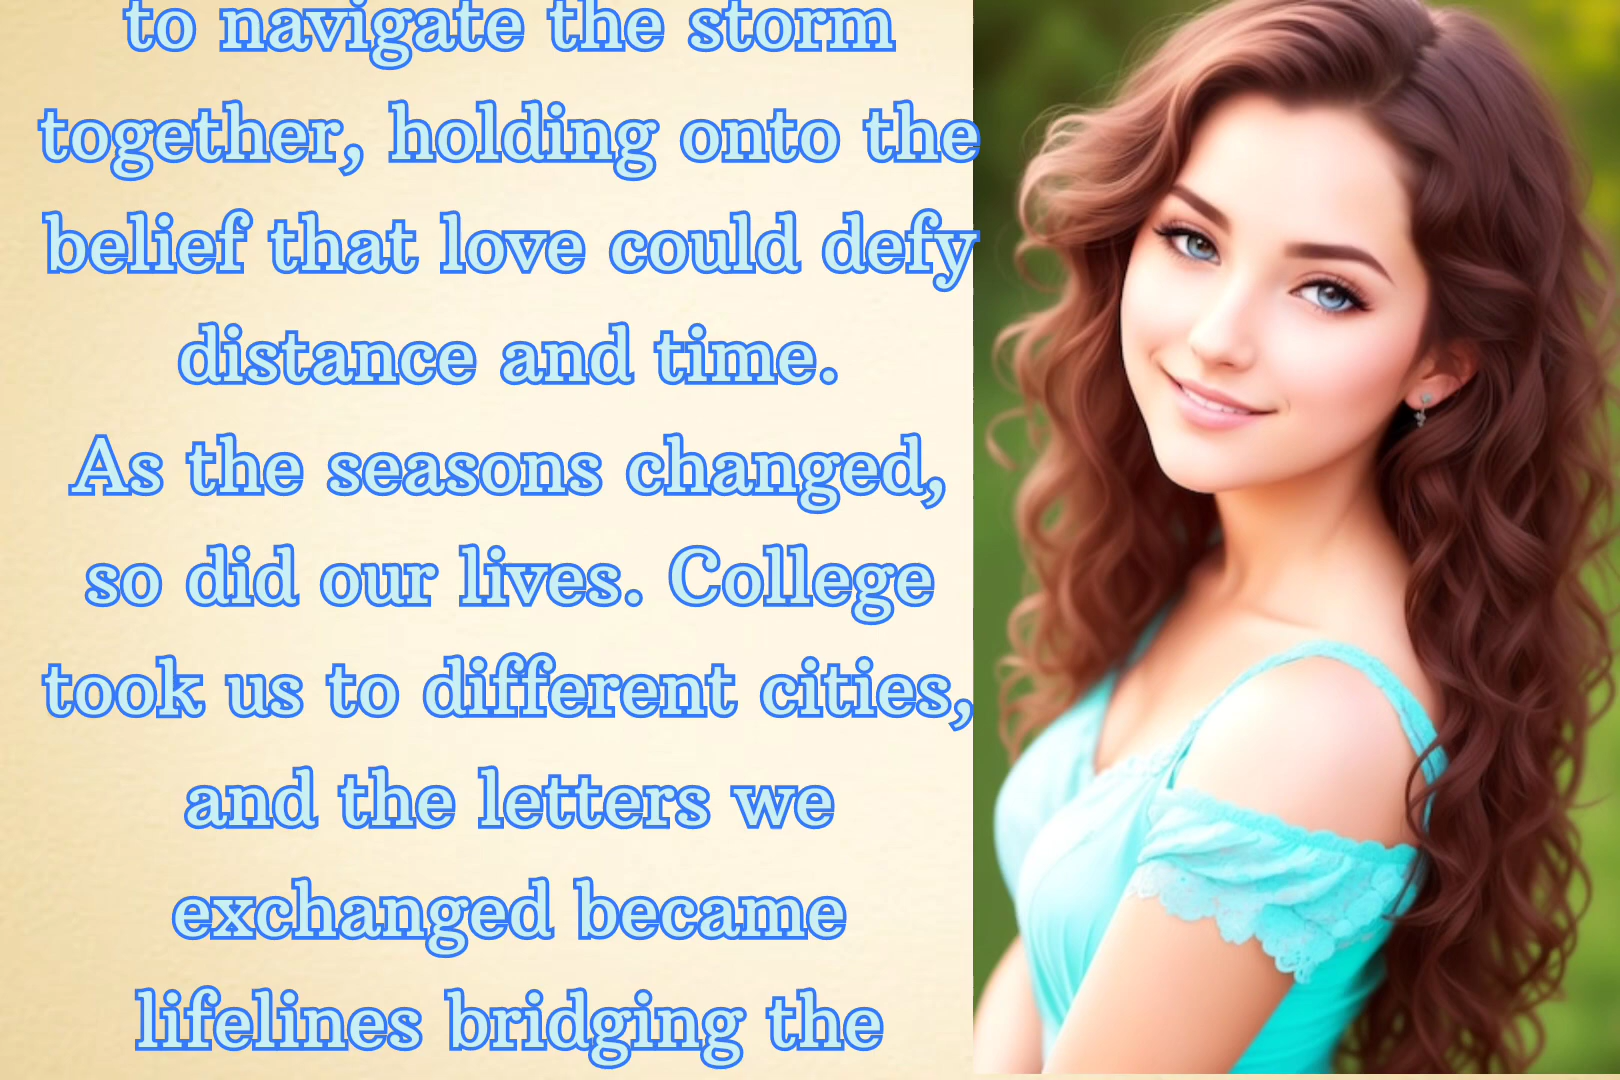 to navigate the storm
together, holding onto the
belief that love could defy
distance and time.
As the seasons changed,
so did our lives. College
took us to different cities,
and the letters we
exchanged became
lifelines bridging the